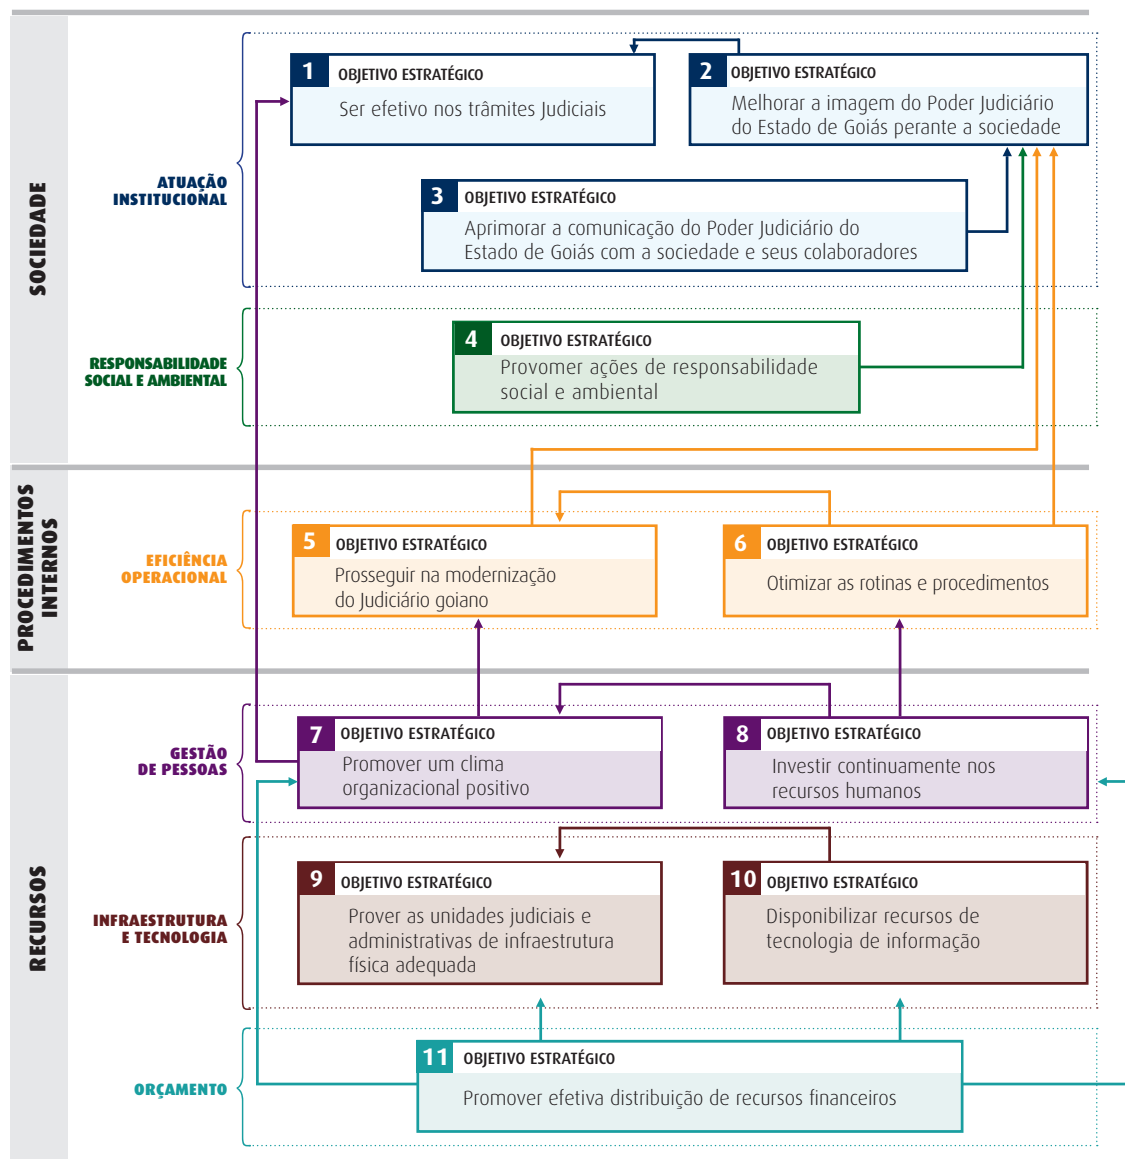 SOCIEDADE
ATUAÇÃO
INSTITUCIONAL
1 OBJETIVO ESTRATÉGICO
Ser efetivo nos trâmites Judiciais
2 OBJETIVO ESTRATÉGICO
Melhorar a imagem do Poder Judiciário
do Estado de Goiás perante a sociedade
3 OBJETIVO ESTRATÉGICO
Aprimorar a comunicação do Poder Judiciário do
Estado de Goiás com a sociedade e seus colaboradores
RESPONSABILIDADE
SOCIAL E AMBIENTAL
4 OBJETIVO ESTRATÉGICO
Provomer ações de responsabilidade
social e ambiental
PROCEDIMENTOS
INTERNOS
EFICIÊNCIA
OPERACIONAL
5 OBJETIVO ESTRATÉGICO
Prosseguir na modernização
do Judiciário goiano
6 OBJETIVO ESTRATÉGICO
Otimizar as rotinas e procedimentos
RECURSOS
GESTÃO
DE PESSOAS
7 OBJETIVO ESTRATÉGICO
Promover um clima
organizacional positivo
8 OBJETIVO ESTRATÉGICO
Investir continuamente nos
recursos humanos
INFRAESTRUTURA
E TECNOLOGIA
9 OBJETIVO ESTRATÉGICO
Prover as unidades judiciais e
administrativas de infraestrutura
física adequada
10 OBJETIVO ESTRATÉGICO
Disponibilizar recursos de
tecnologia de informação
ORÇAMENTO
11 OBJETIVO ESTRATÉGICO
Promover efetiva distribuição de recursos financeiros